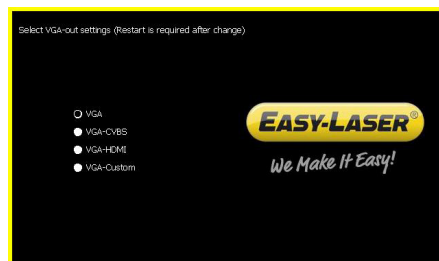 Select VGA-out settings (Restart is required after change)
VGA
VGA-CVBS
VGA-HDMI
VGA-Custom
EASY-LASER®
We Make It Easy!